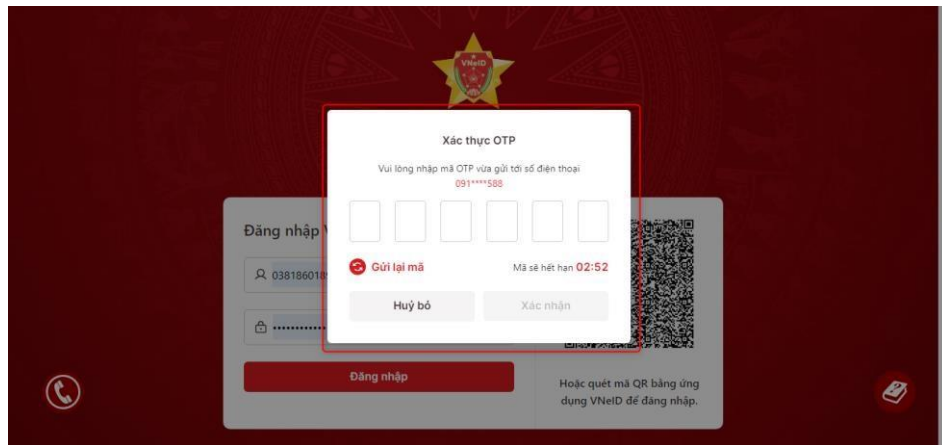 VNeID
Xác thực OTP
Vui lòng nhập mã OTP vừa gửi tới số điện thoại
091****588
Đăng nhập
03818601
Gửi lại mã
Mã sẽ hết hạn 02:52
Huỷ bỏ
Xác nhận
Đăng nhập
Hoặc quét mã QR bằng ứng
dụng VNeID để đăng nhập.